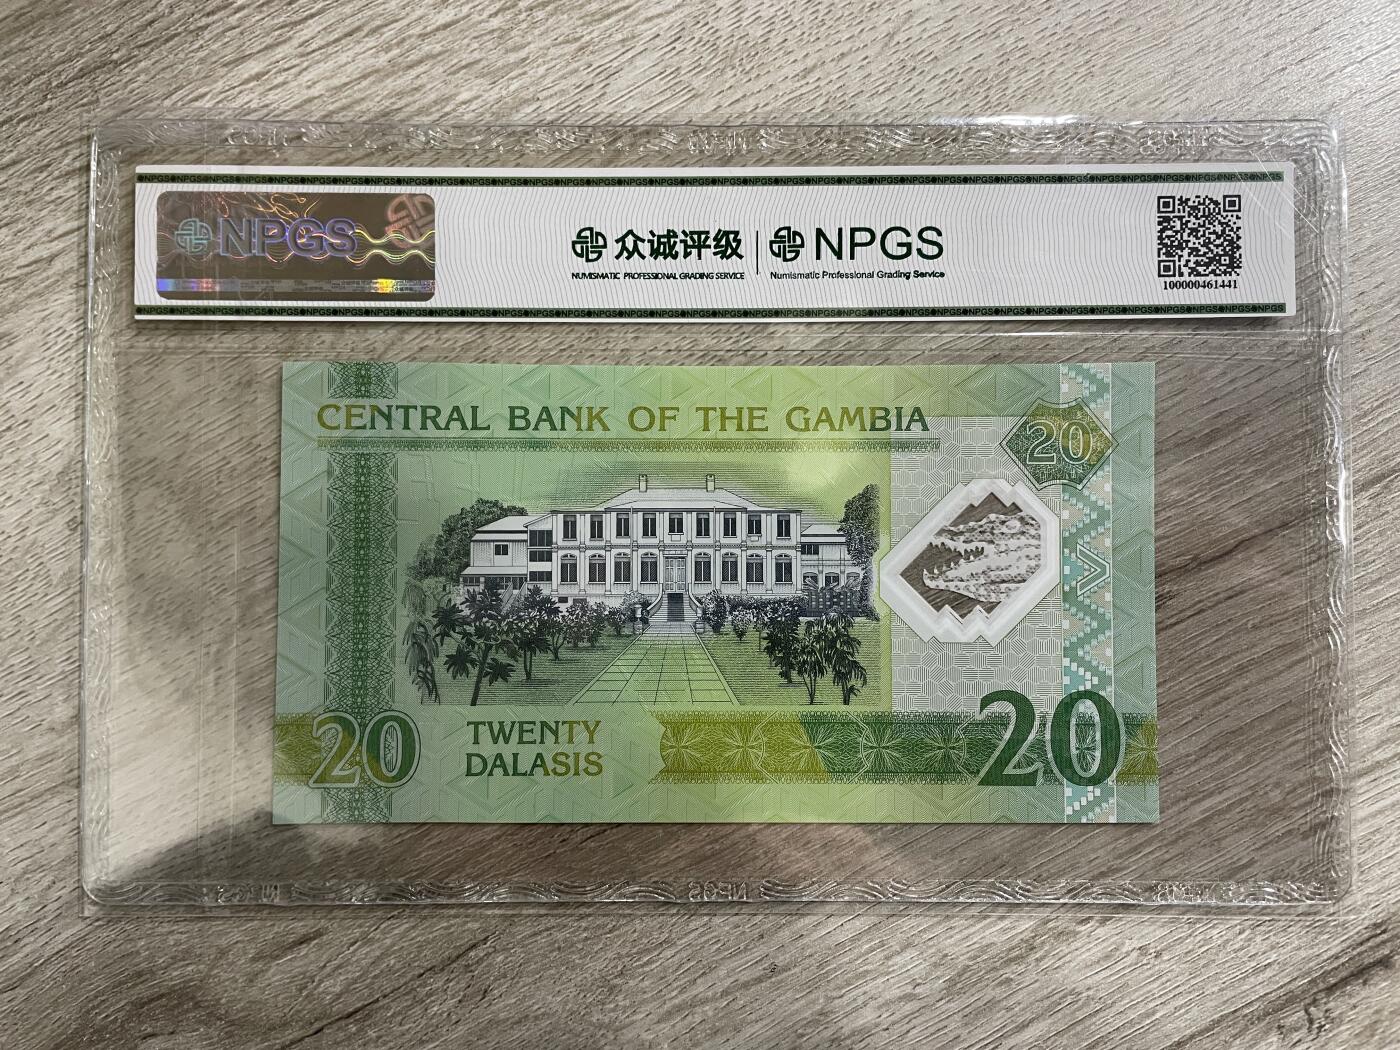 NPGS
众诚评级
NUMISMATIC PROFESSIONAL GRADING SERVICE
NPGS
Numismatic Professional Grading Service
100000461441
CENTRAL BANK OF THE GAMBIA
20
20
TWENTY
DALASIS
20